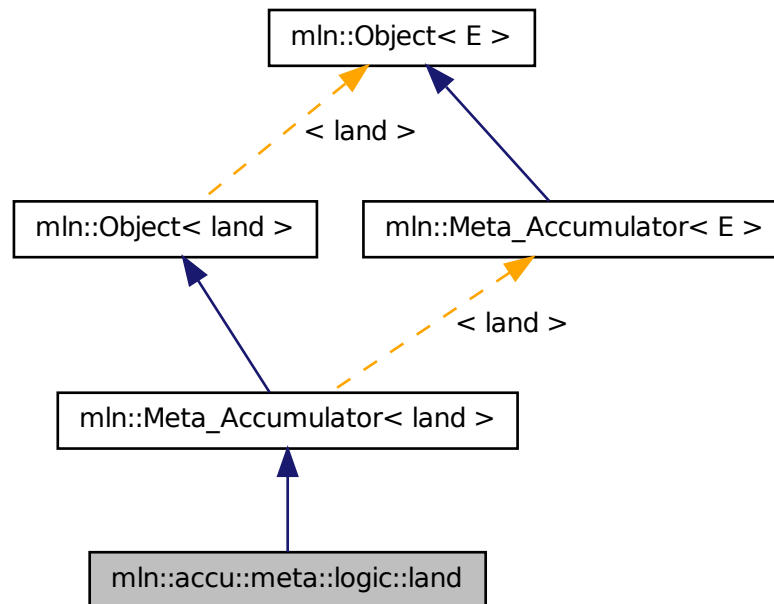 mln::Object< E >
< land >
mln::Object< land >
mln::Meta_Accumulator< E >
< land >
mln::Meta_Accumulator< land >
mln::accu::meta::logic::land